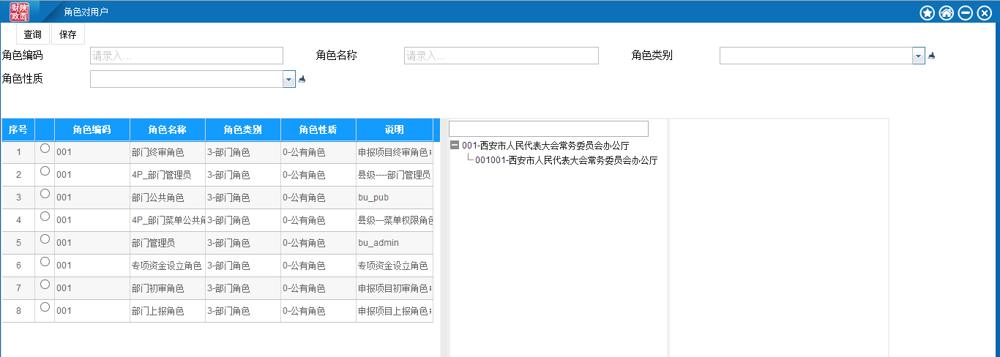 财陕
政西
角色对用户
查询 保存
角色编码 请录入... 角色名称 请录入... 角色类别
角色性质
序号 角色编码 角色名称 角色类别 角色性质 说明
1 001 部门终审角色 3-部门角色 0-公有角色 申报项目终审角色
2 001 4P_部门管理员 3-部门角色 0-公有角色 县级----部门管理员
3 001 部门公共角色 3-部门角色 0-公有角色 bu_pub
4 001 4P_部门菜单公共角 3-部门角色 0-公有角色 县级---菜单权限角色
5 001 部门管理员 3-部门角色 0-公有角色 bu_admin
6 001 专项资金设立角色 3-部门角色 0-公有角色 专项资金设立角色
7 001 部门初审角色 3-部门角色 0-公有角色 申报项目初审角色
8 001 部门上报角色 3-部门角色 0-公有角色 申报项目上报角色
001-西安市人民代表大会常务委员会办公厅
001001-西安市人民代表大会常务委员会办公厅